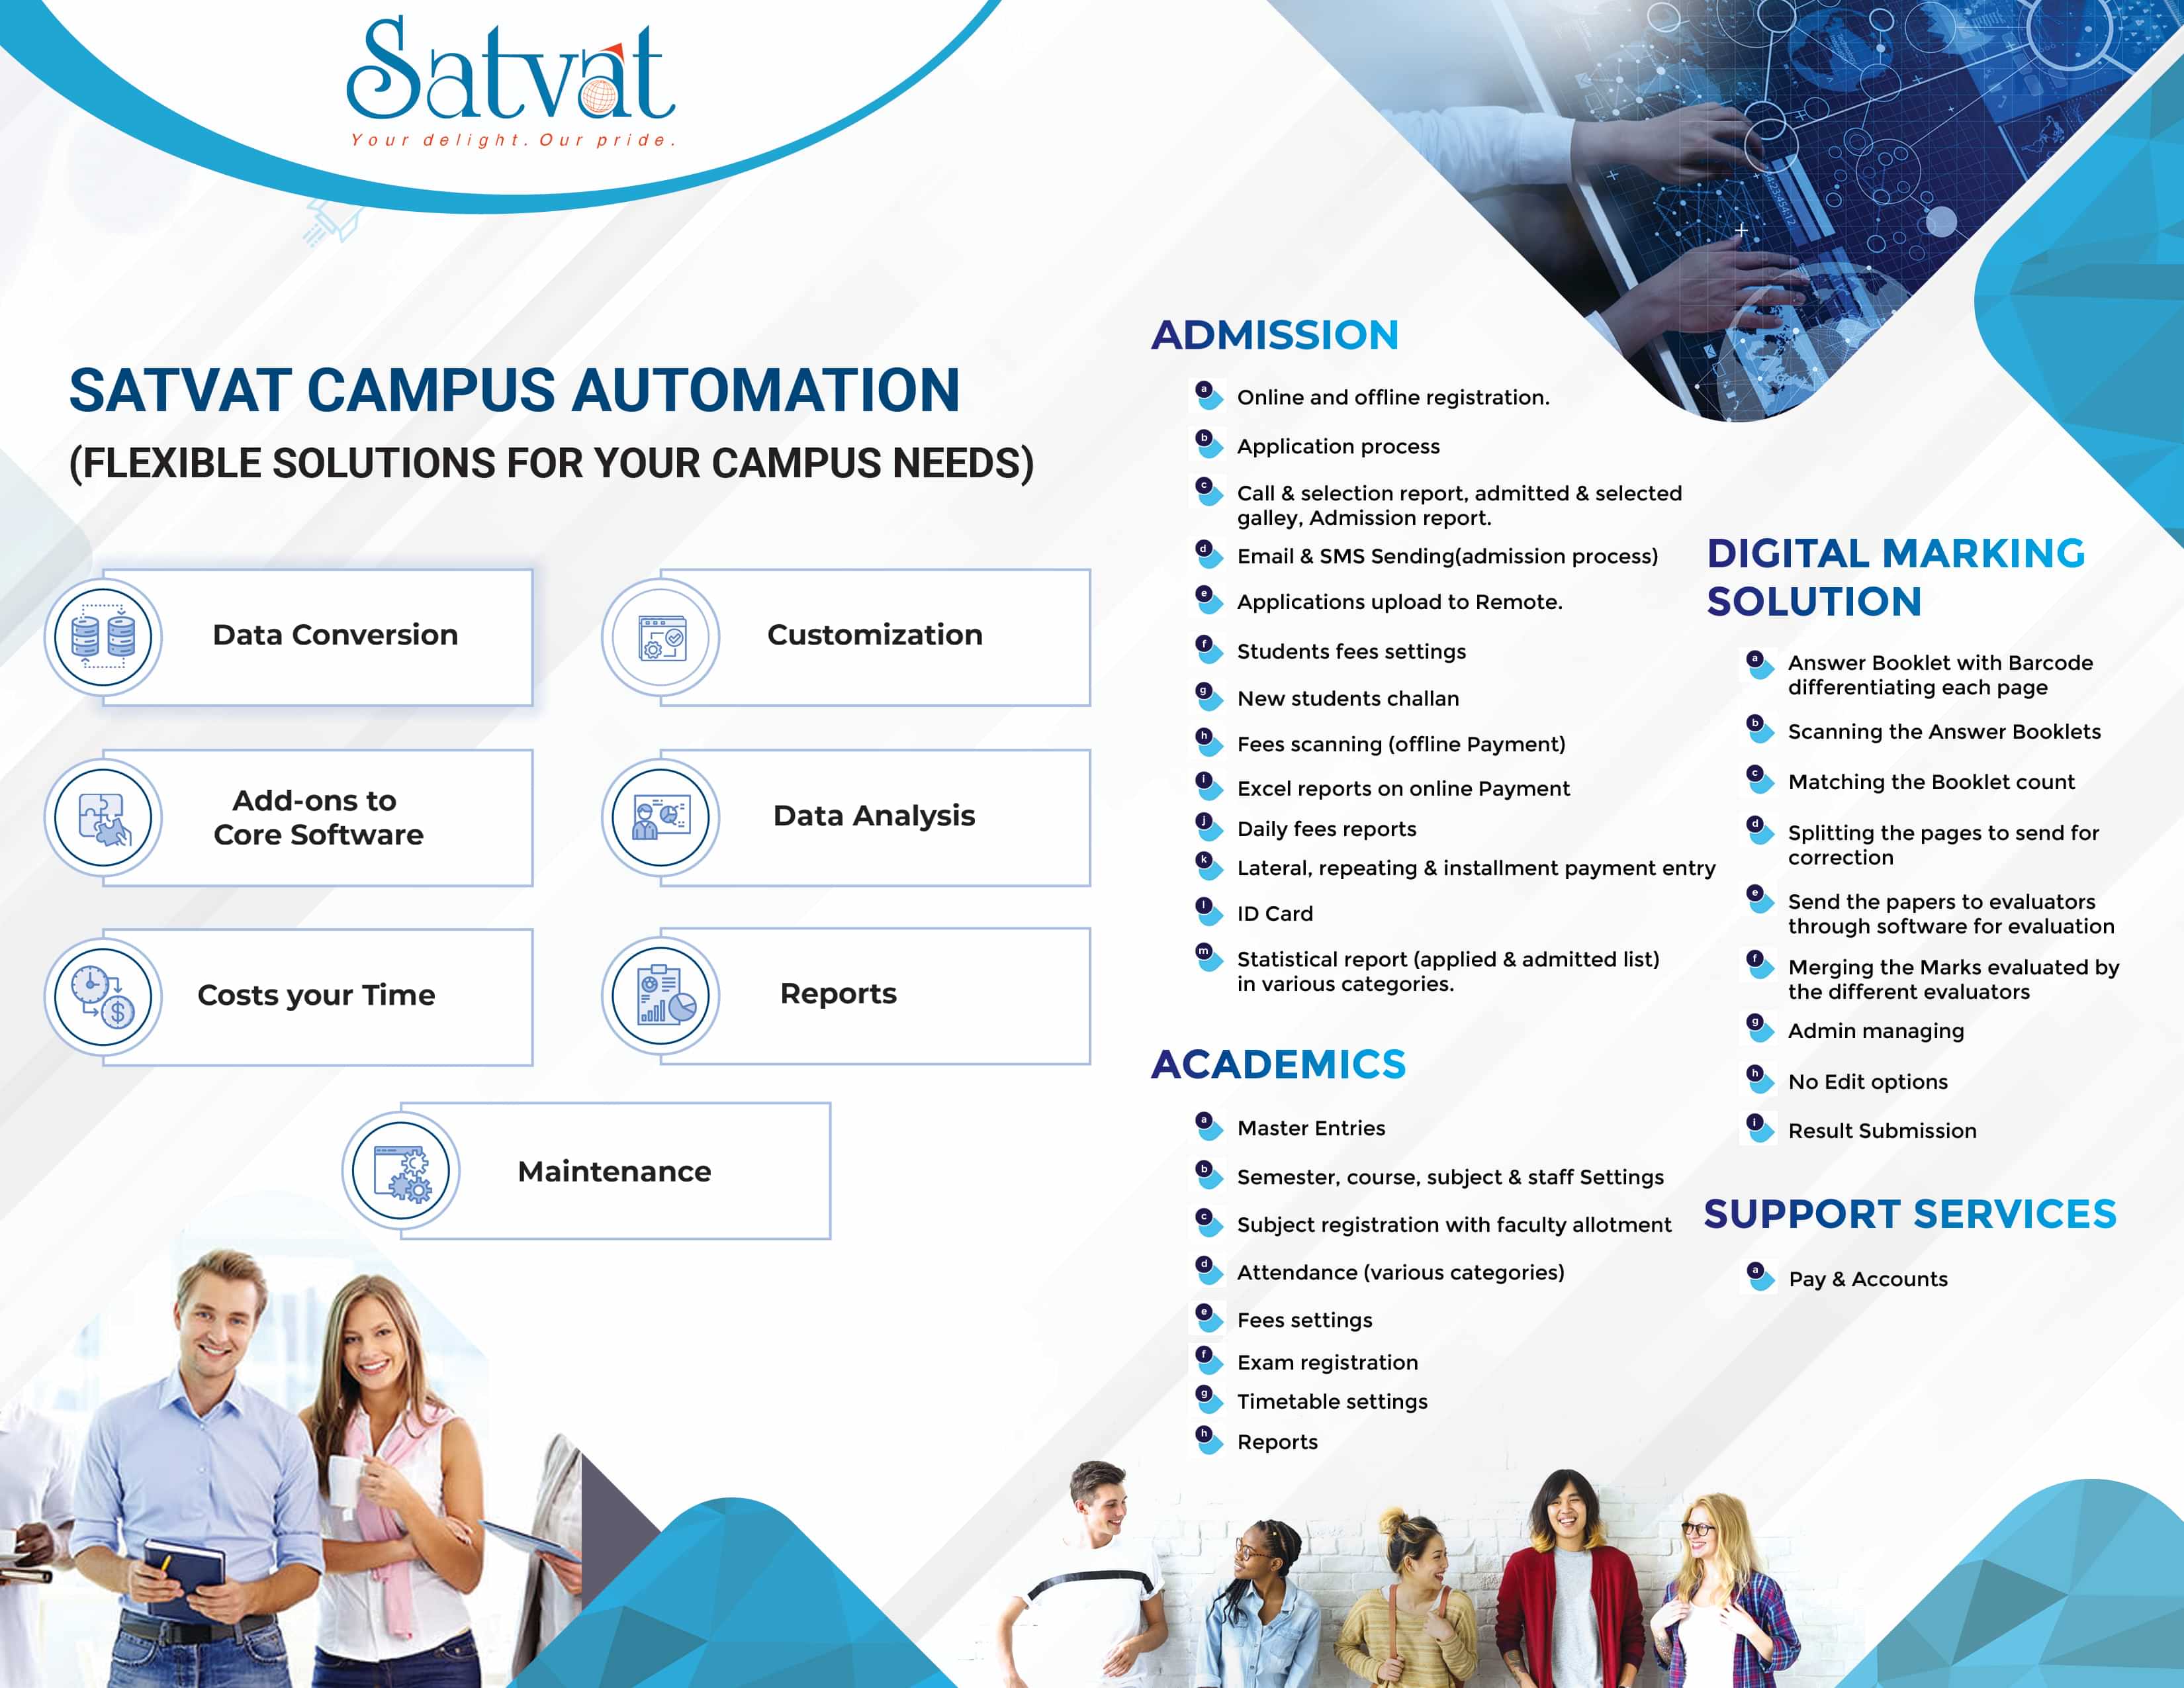 Satvat
Your delight. Our pride.
SATVAT CAMPUS AUTOMATION
(FLEXIBLE SOLUTIONS FOR YOUR CAMPUS NEEDS)
Data Conversion
Customization
Add-ons to
Core Software
Data Analysis
Costs your Time
Reports
Maintenance
ADMISSION
a Online and offline registration.
b Application process
c Call & selection report, admitted & selected
galley, Admission report.
d Email & SMS Sending(admission process)
e Applications upload to Remote.
f Students fees settings
g New students challan
h Fees scanning (offline Payment)
i Excel reports on online Payment
j Daily fees reports
k Lateral, repeating & installment payment entry
l ID Card
m Statistical report (applied & admitted list)
in various categories.
ACADEMICS
a Master Entries
b Semester, course, subject & staff Settings
c Subject registration with faculty allotment
d Attendance (various categories)
e Fees settings
f Exam registration
g Timetable settings
h Reports
DIGITAL MARKING
SOLUTION
a Answer Booklet with Barcode
differentiating each page
b Scanning the Answer Booklets
c Matching the Booklet count
d Splitting the pages to send for
correction
e Send the papers to evaluators
through software for evaluation
f Merging the Marks evaluated by
the different evaluators
g Admin managing
h No Edit options
i Result Submission
SUPPORT SERVICES
a Pay & Accounts